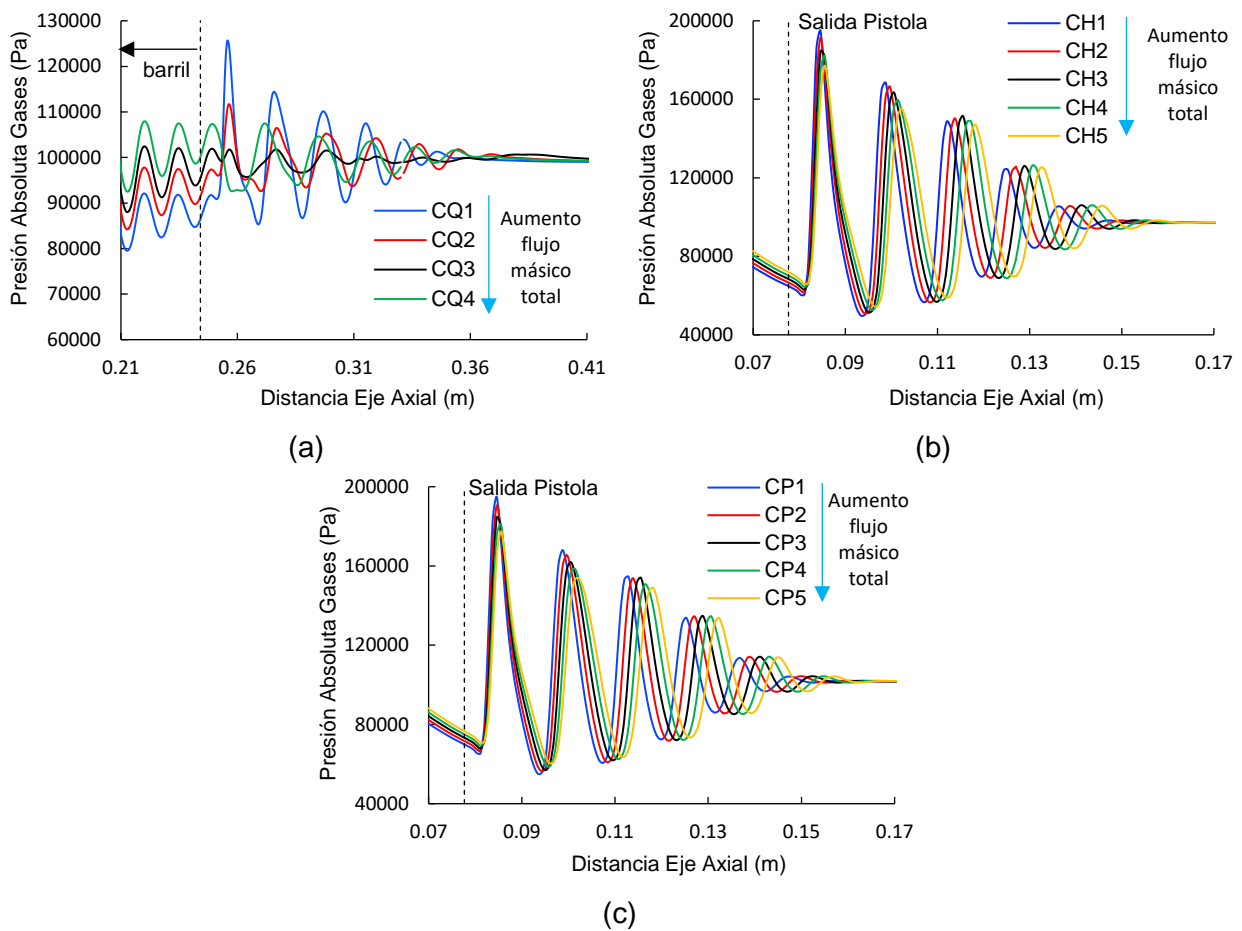 130000
120000
110000
100000
90000
80000
70000
60000
Presión Absoluta Gases (Pa)
barril
CQ1
CQ2
CQ3
CQ4
Aumento
flujo
másico
total
0.21
0.26
0.31
0.36
0.41
Distancia Eje Axial (m)
(a)
200000
160000
120000
80000
40000
Presión Absoluta Gases (Pa)
Salida Pistola
CH1
CH2
CH3
CH4
CH5
Aumento
flujo
másico
total
0.07
0.09
0.11
0.13
0.15
0.17
Distancia Eje Axial (m)
(b)
200000
160000
120000
80000
40000
Presión Absoluta Gases (Pa)
Salida Pistola
CP1
CP2
CP3
CP4
CP5
Aumento
flujo
másico
total
0.07
0.09
0.11
0.13
0.15
0.17
Distancia Eje Axial (m)
(c)